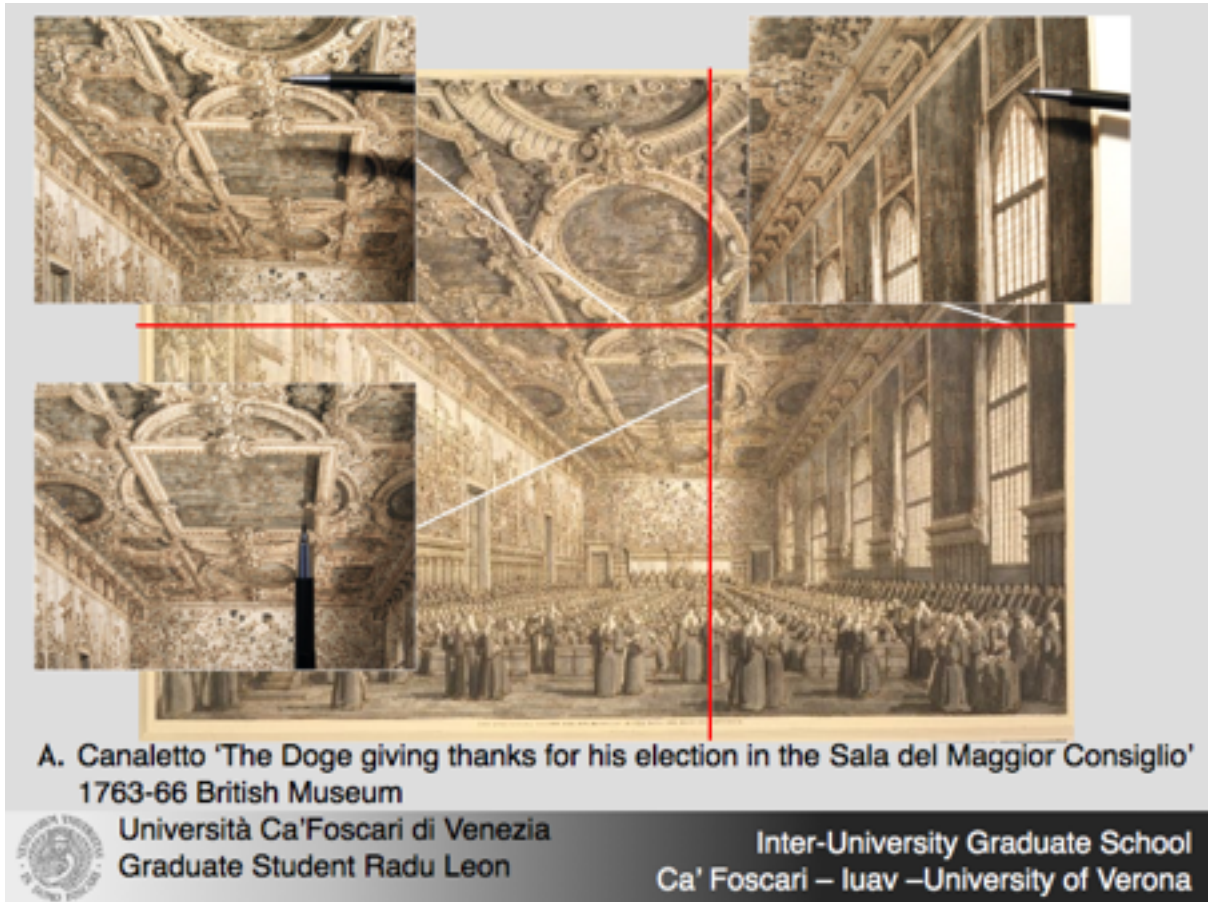 A. Canaletto ‘The Doge giving thanks for his election in the Sala del Maggior Consiglio’
1763-66 British Museum
Università Ca'Foscari di Venezia
Graduate Student Radu Leon
Inter-University Graduate School
Ca' Foscari – Iuav –University of Verona